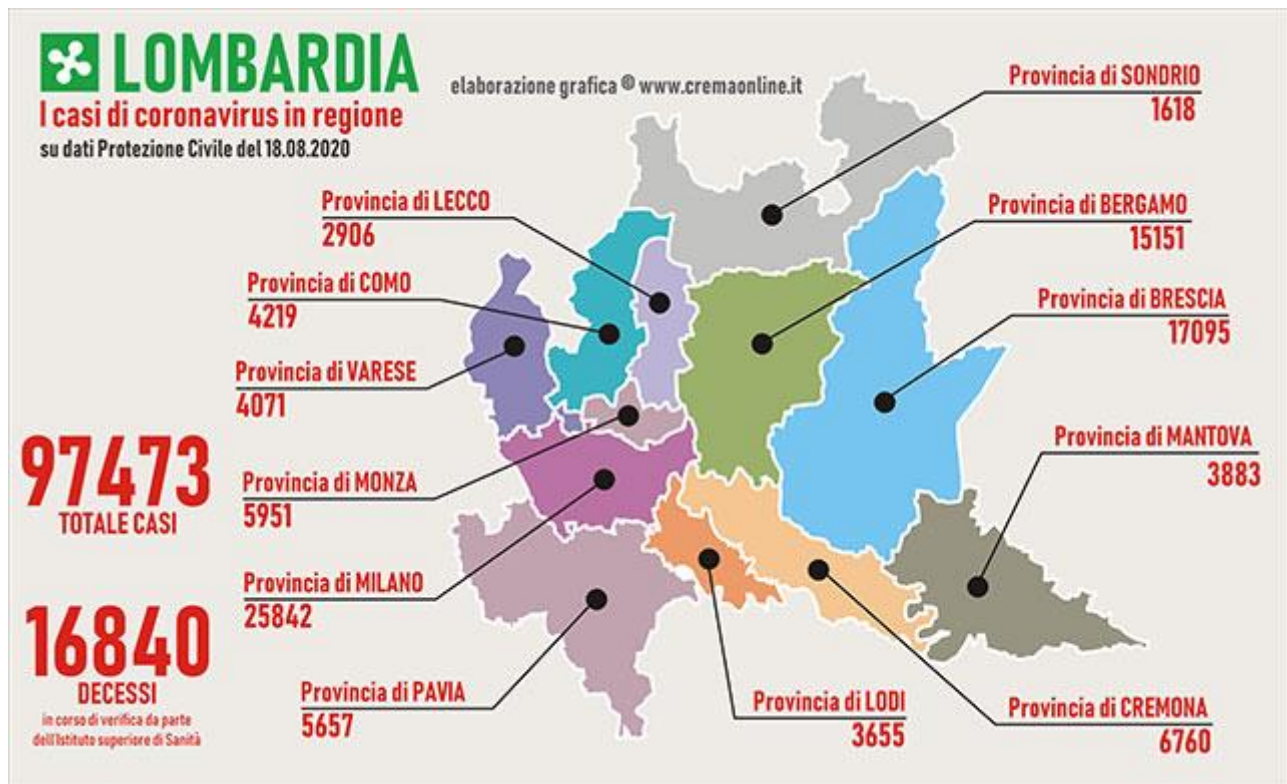 LOMBARDIA
I casi di coronavirus in regione
su dati Protezione Civile del 18.08.2020
elaborazione grafica © www.cremaonline.it
Provincia di SONDRIO
1618
Provincia di LECCO
2906
Provincia di BERGAMO
15151
Provincia di COMO
4219
Provincia di BRESCIA
17095
Provincia di VARESE
4071
Provincia di MANTOVA
3883
97473
TOTALE CASI
Provincia di MONZA
5951
Provincia di MILANO
25842
16840
DECESSI
in corso di verifica da parte
dell'Istituto superiore di Sanità
Provincia di PAVIA
5657
Provincia di LODI
3655
Provincia di CREMONA
6760